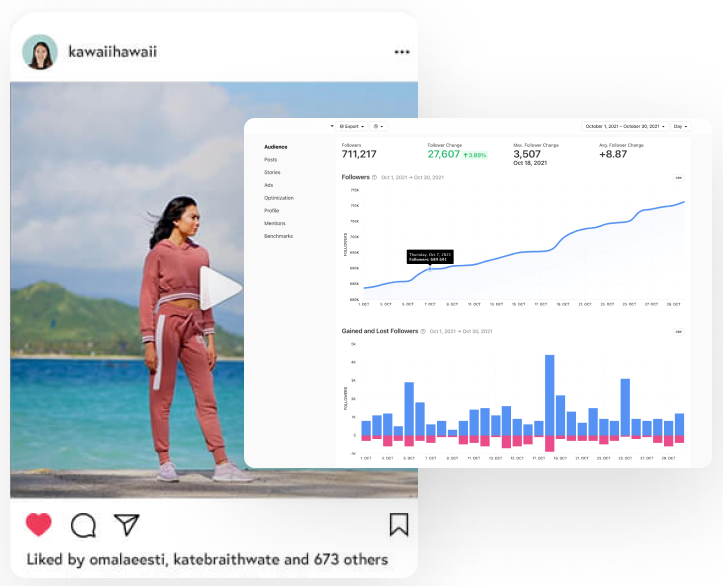 kawaiihawaii
Export
October 1, 2021 – October 30, 2021
Day
Audience
Posts
Stories
Ads
Optimization
Profile
Mentions
Benchmarks
Followers
711,217
Follower Change
27,607 3.89%
Max. Follower Change
3,507
Oct 18, 2021
Avg. Follower Change
+8.87
Followers Oct 1, 2021 → Oct 30, 2021
FOLLOWERS
Thursday, Oct 7, 2021
Followers: 689 691
1. OCT 3. OCT 5. OCT 7. OCT 9. OCT 11. OCT 13. OCT 15. OCT 17. OCT 19. OCT 21. OCT 23. OCT 25. OCT 27. OCT 29. OCT
Gained and Lost Followers Oct 1, 2021 → Oct 30, 2021
5k
4k
3k
2k
1k
0
-1k
FOLLOWERS
1. OCT 3. OCT 5. OCT 7. OCT 9. OCT 11. OCT 13. OCT 15. OCT 17. OCT 19. OCT 21. OCT 23. OCT 25. OCT 27. OCT 29. OCT
Liked by omalaeesti, katebraithwate and 673 others